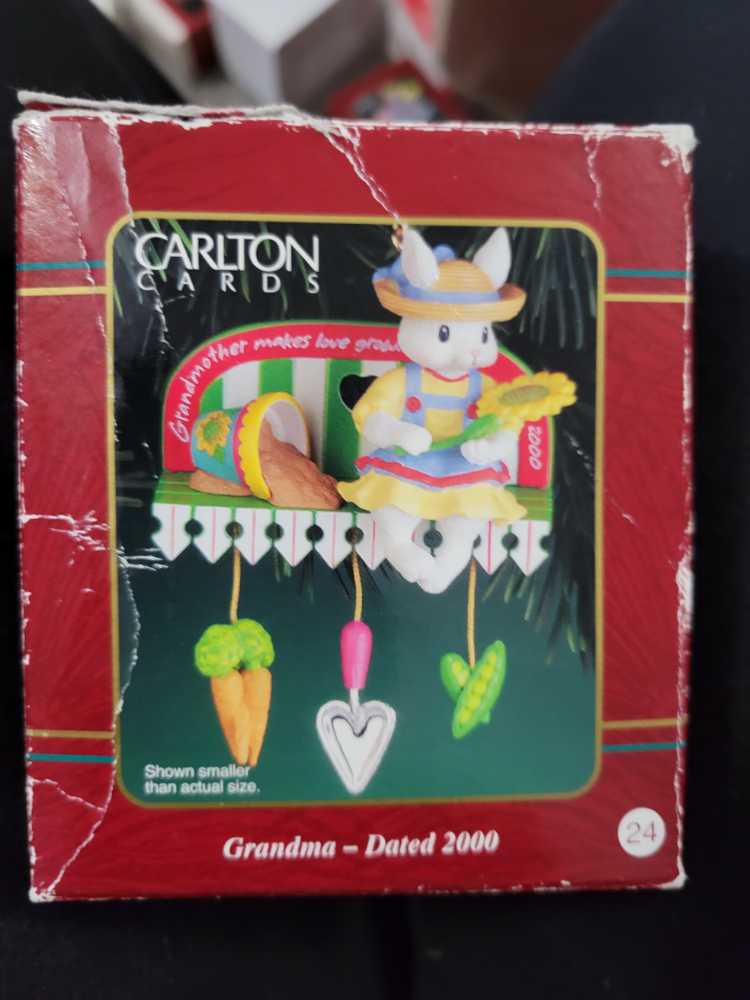 CARLTON
CARDS
Grandmother makes love grow
2000
Shown smaller
than actual size.
Grandma – Dated 2000
24